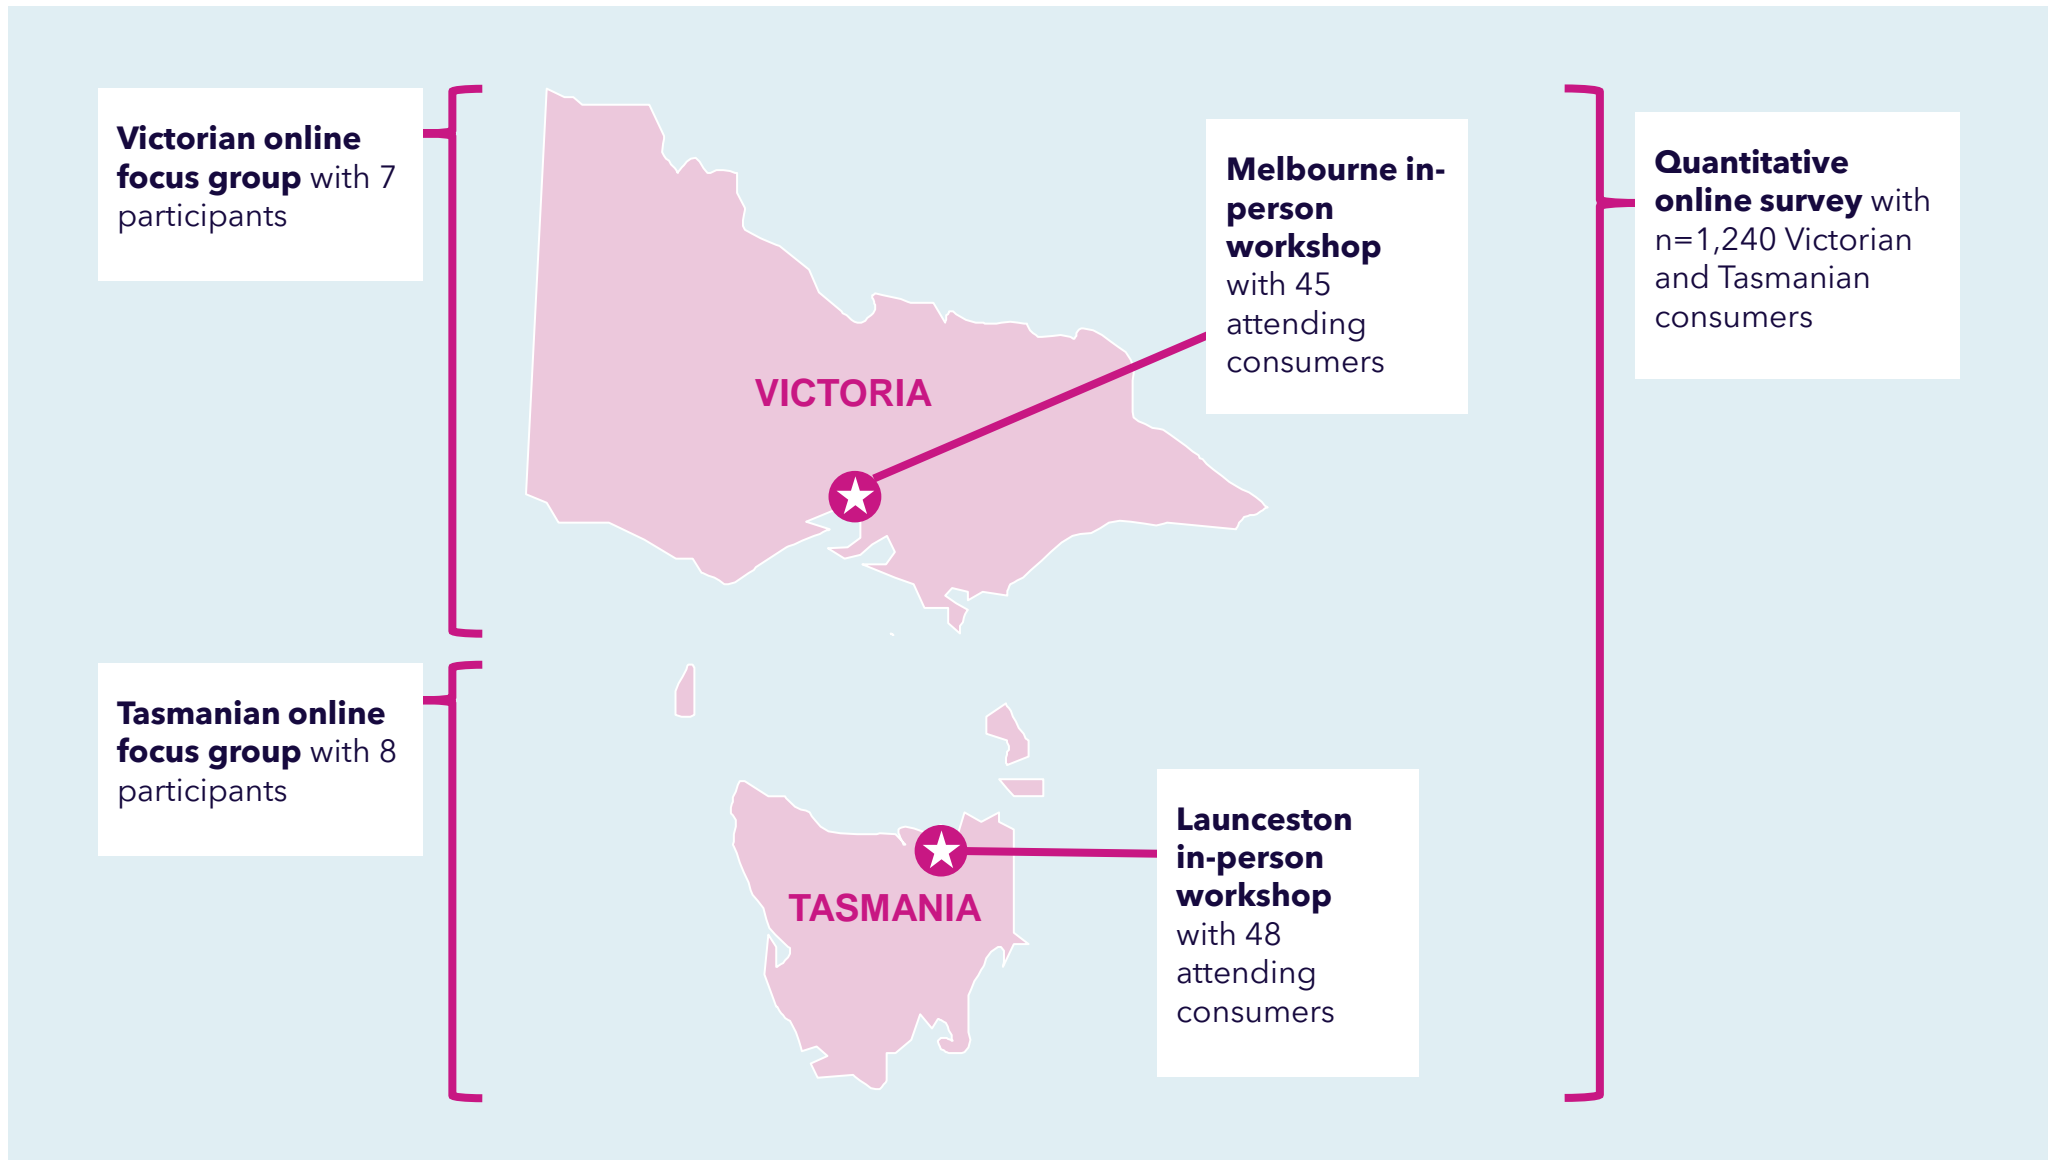 Victorian online
focus group with 7
participants
VICTORIA
Melbourne in-
person
workshop
with 45
attending
consumers
Quantitative
online survey with
n=1,240 Victorian
and Tasmanian
consumers
Tasmanian online
focus group with 8
participants
TASMANIA
Launceston
in-person
workshop
with 48
attending
consumers